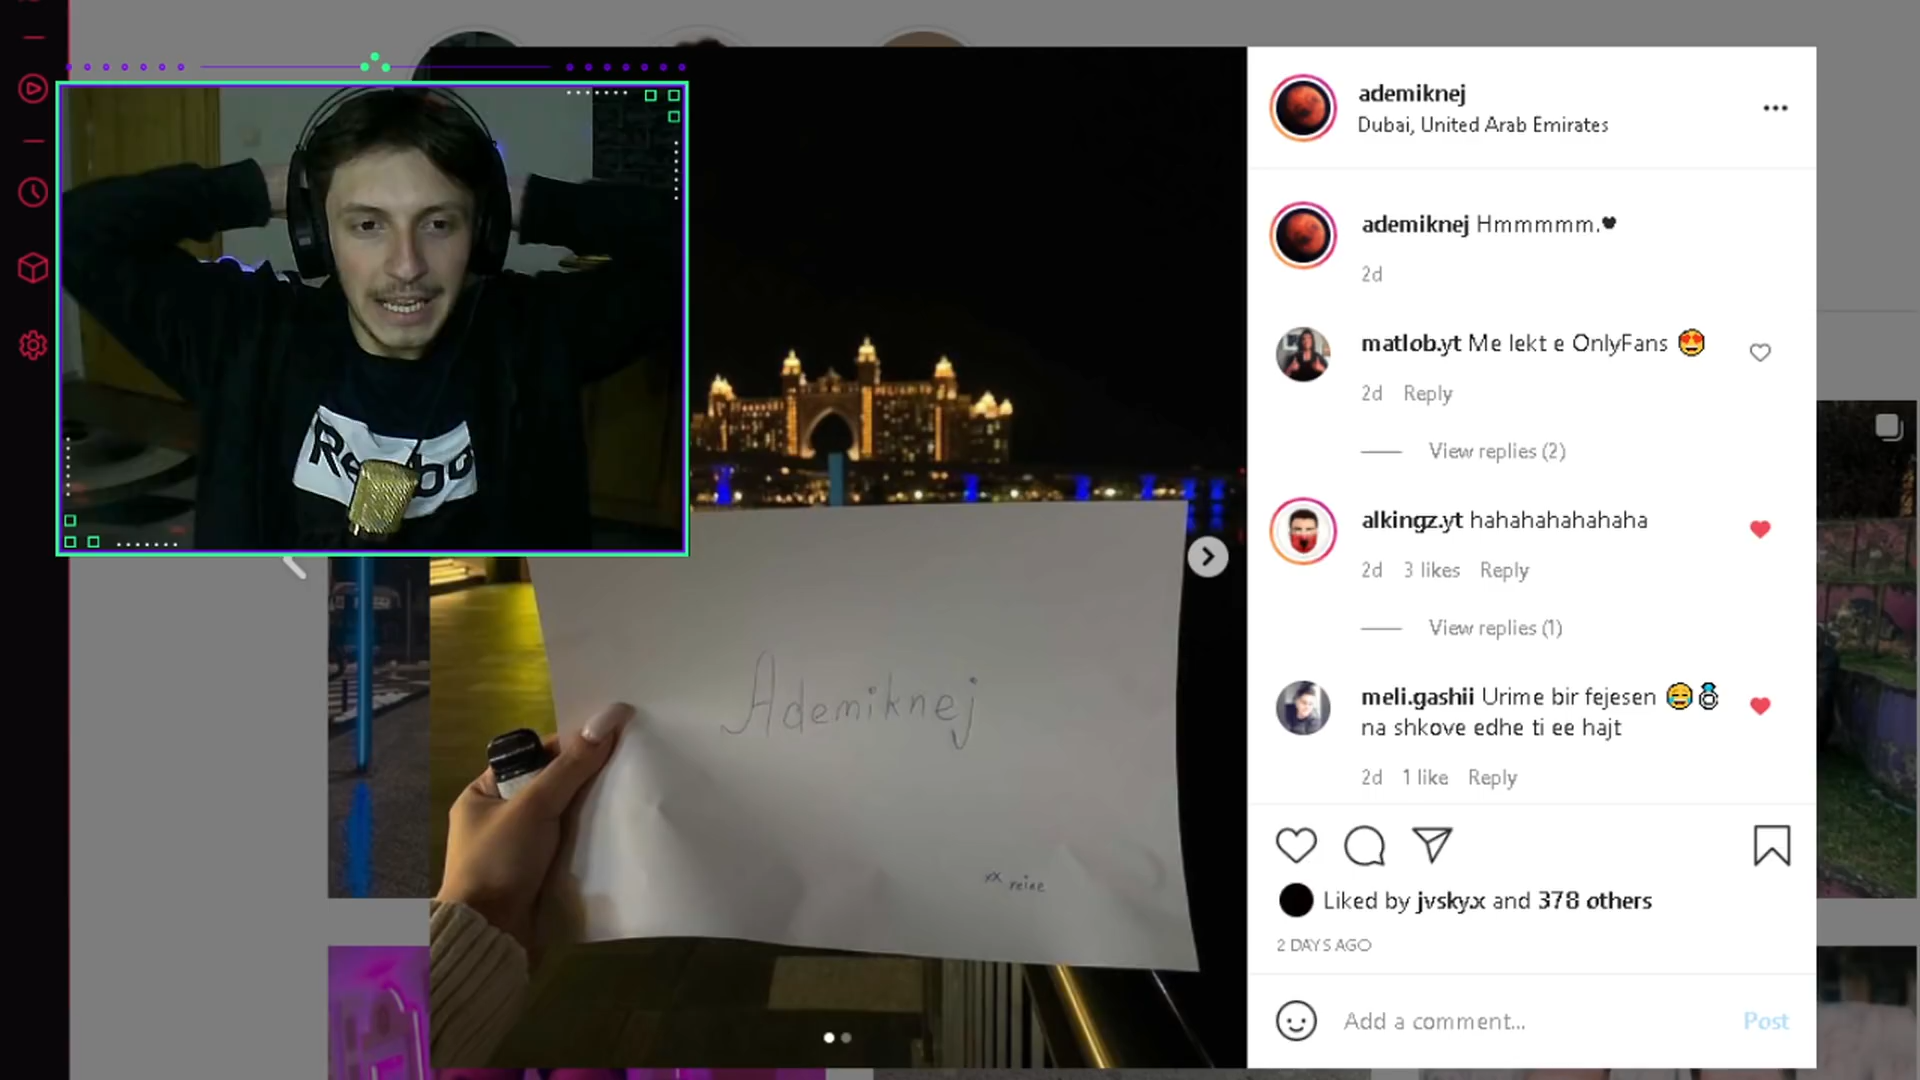 Reebok
Ademiknej
xx reine
ademiknej
Dubai, United Arab Emirates
ademiknej Hmmmmm.🖤
2d
matlob.yt Me lekt e OnlyFans 😍
2d Reply
View replies (2)
alkingz.yt hahahahahahaha
2d 3 likes Reply
View replies (1)
meli.gashii Urime bir fejesen 😂💍
na shkove edhe ti ee hajt
2d 1 like Reply
Liked by jvsky.x and 378 others
2 DAYS AGO
Add a comment...
Post